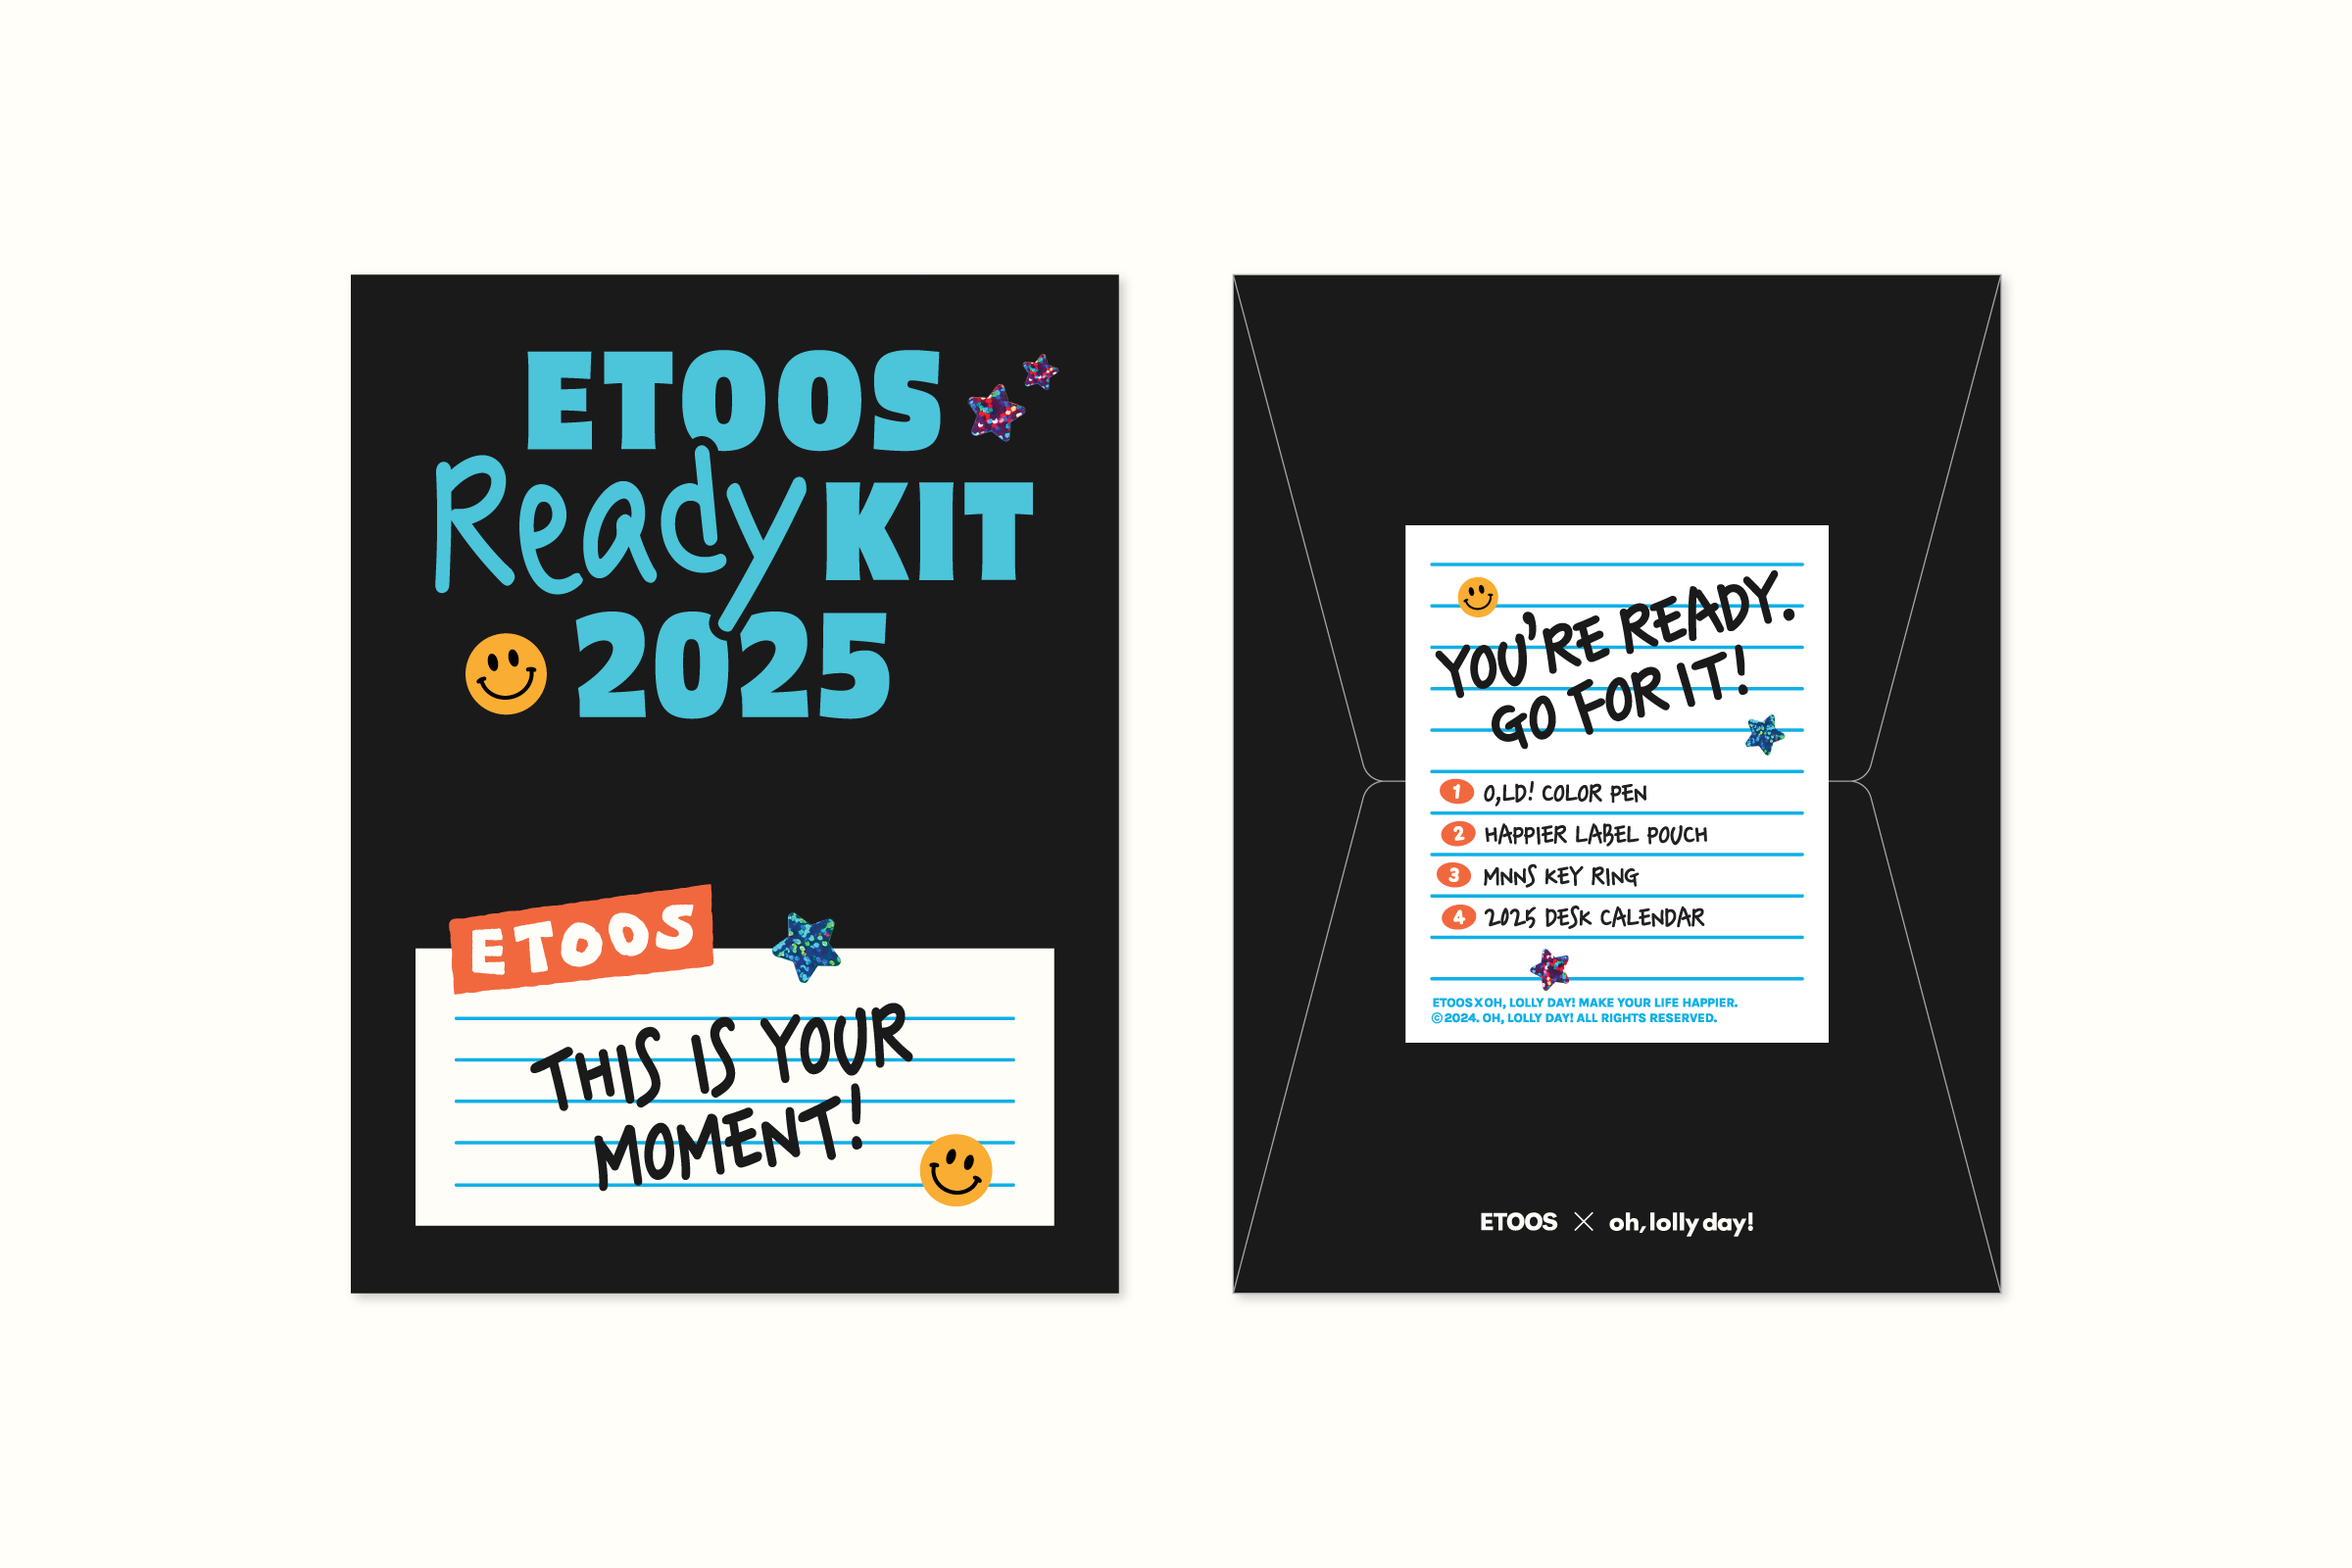 ETOOS
Ready KIT
2025
ETOOS
THIS IS YOUR
MOMENT!
YOU'RE READY.
GO FOR IT!
1 O,LD! COLOR PEN
2 HAPPIER LABEL POUCH
3 MNNS KEY RING
4 2025 DESK CALENDAR
ETOOS X OH, LOLLY DAY! MAKE YOUR LIFE HAPPIER.
©2024. OH, LOLLY DAY! ALL RIGHTS RESERVED.
ETOOS X oh, lolly day!